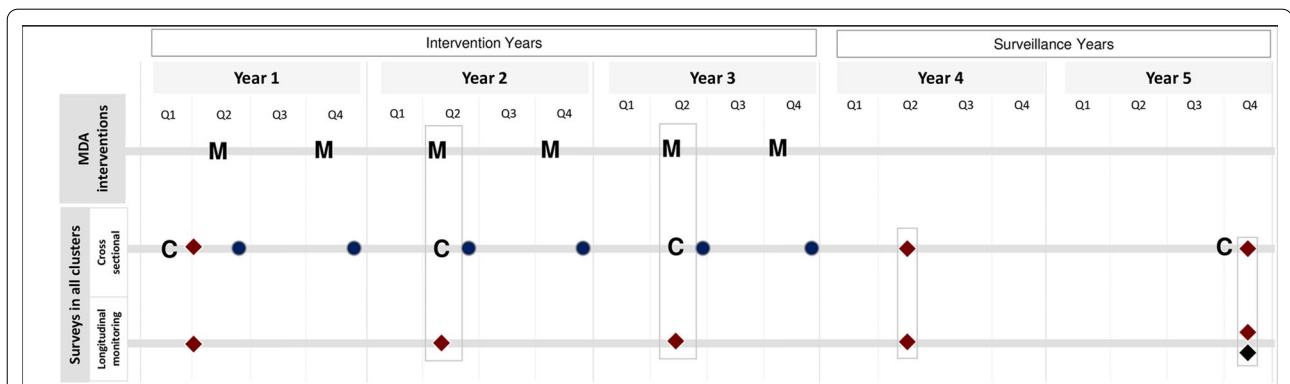 Intervention Years
Surveillance Years
Year 1
Year 2
Year 3
Year 4
Year 5
Q1 Q2 Q3 Q4 Q1 Q2 Q3 Q4 Q1 Q2 Q3 Q4 Q1 Q2 Q3 Q4 Q1 Q2 Q3 Q4
MDA
interventions
M M M M M M
Surveys in all clusters
Cross
sectional
C C C C
Longitudinal
monitoring